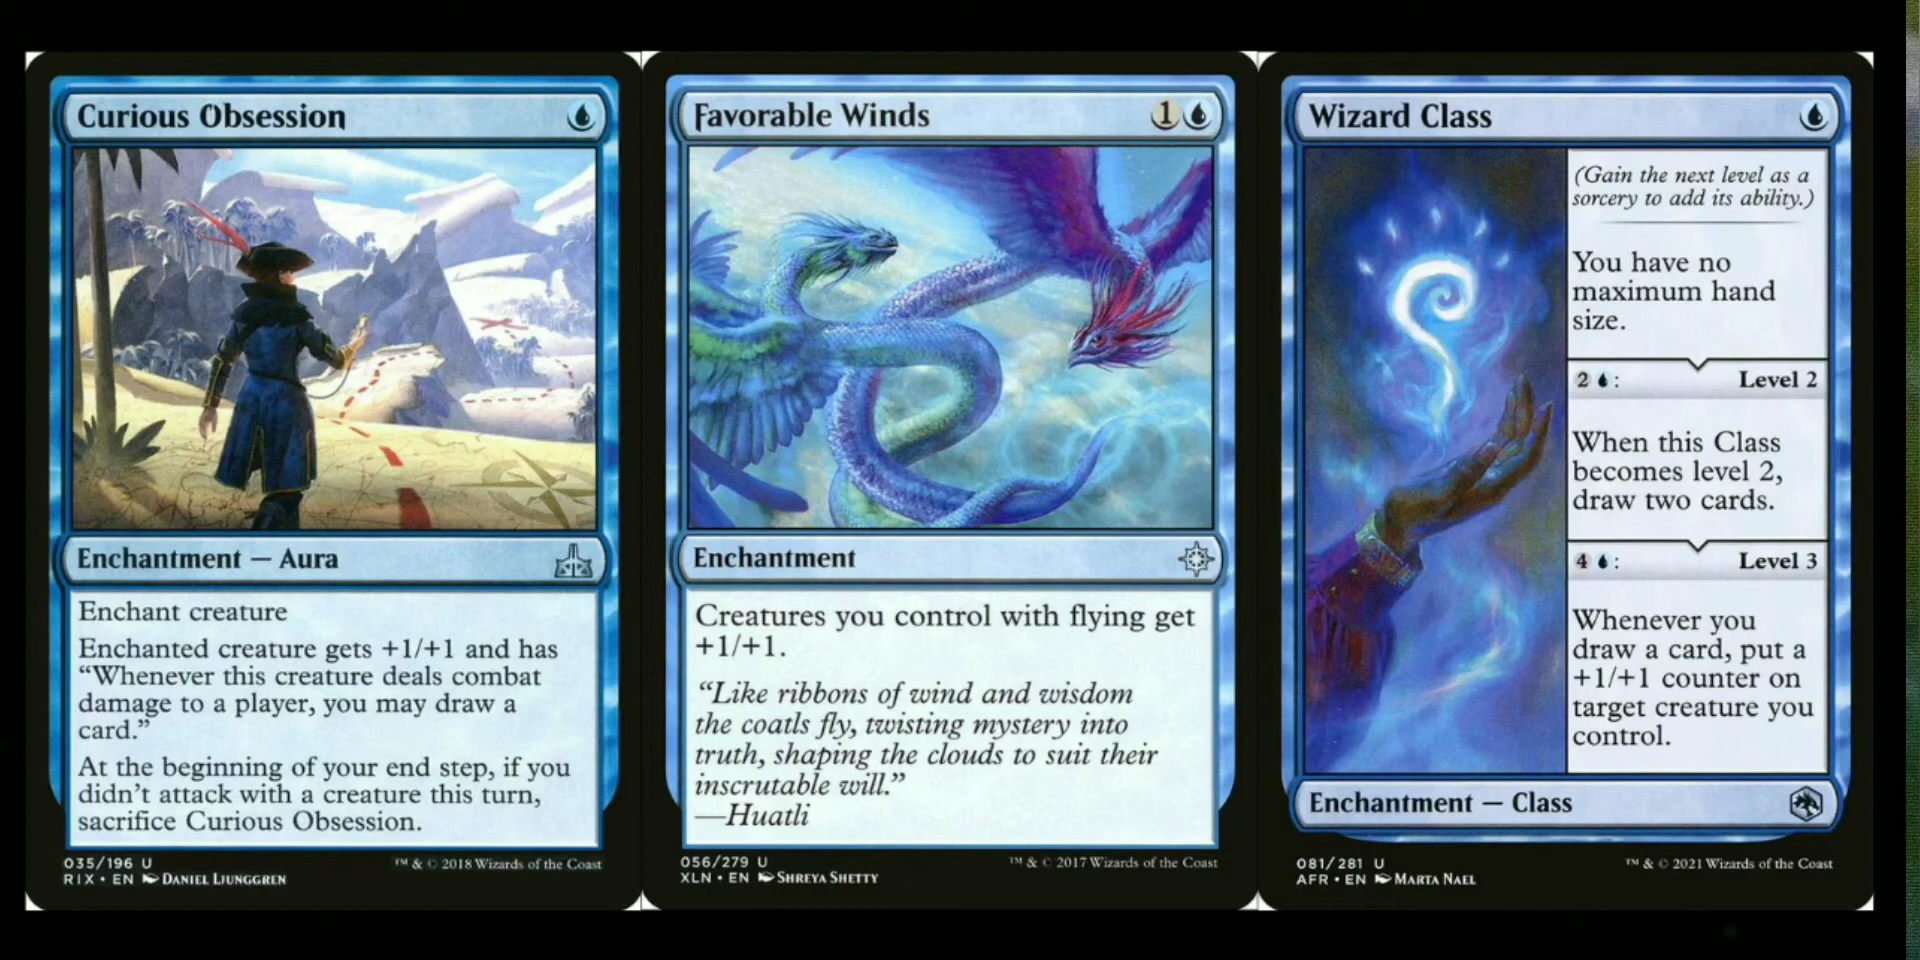 Curious Obsession
Enchantment — Aura
Enchant creature
Enchanted creature gets +1/+1 and has
“Whenever this creature deals combat
damage to a player, you may draw a
card.”
At the beginning of your end step, if you
didn’t attack with a creature this turn,
sacrifice Curious Obsession.
035/196 U
RIX • EN DANIEL LJUNGGREN
™ & © 2018 Wizards of the Coast
Favorable Winds
1
Enchantment
Creatures you control with flying get
+1/+1.
“Like ribbons of wind and wisdom
the coatls fly, twisting mystery into
truth, shaping the clouds to suit their
inscrutable will.”
—Huatli
056/279 U
XLN • EN SHREYA SHETTY
™ & © 2017 Wizards of the Coast
Wizard Class
(Gain the next level as a
sorcery to add its ability.)
You have no
maximum hand
size.
2 : Level 2
When this Class
becomes level 2,
draw two cards.
4 : Level 3
Whenever you
draw a card, put a
+1/+1 counter on
target creature you
control.
Enchantment — Class
081/281 U
AFR • EN MARTA NAEL
™ & © 2021 Wizards of the Coast